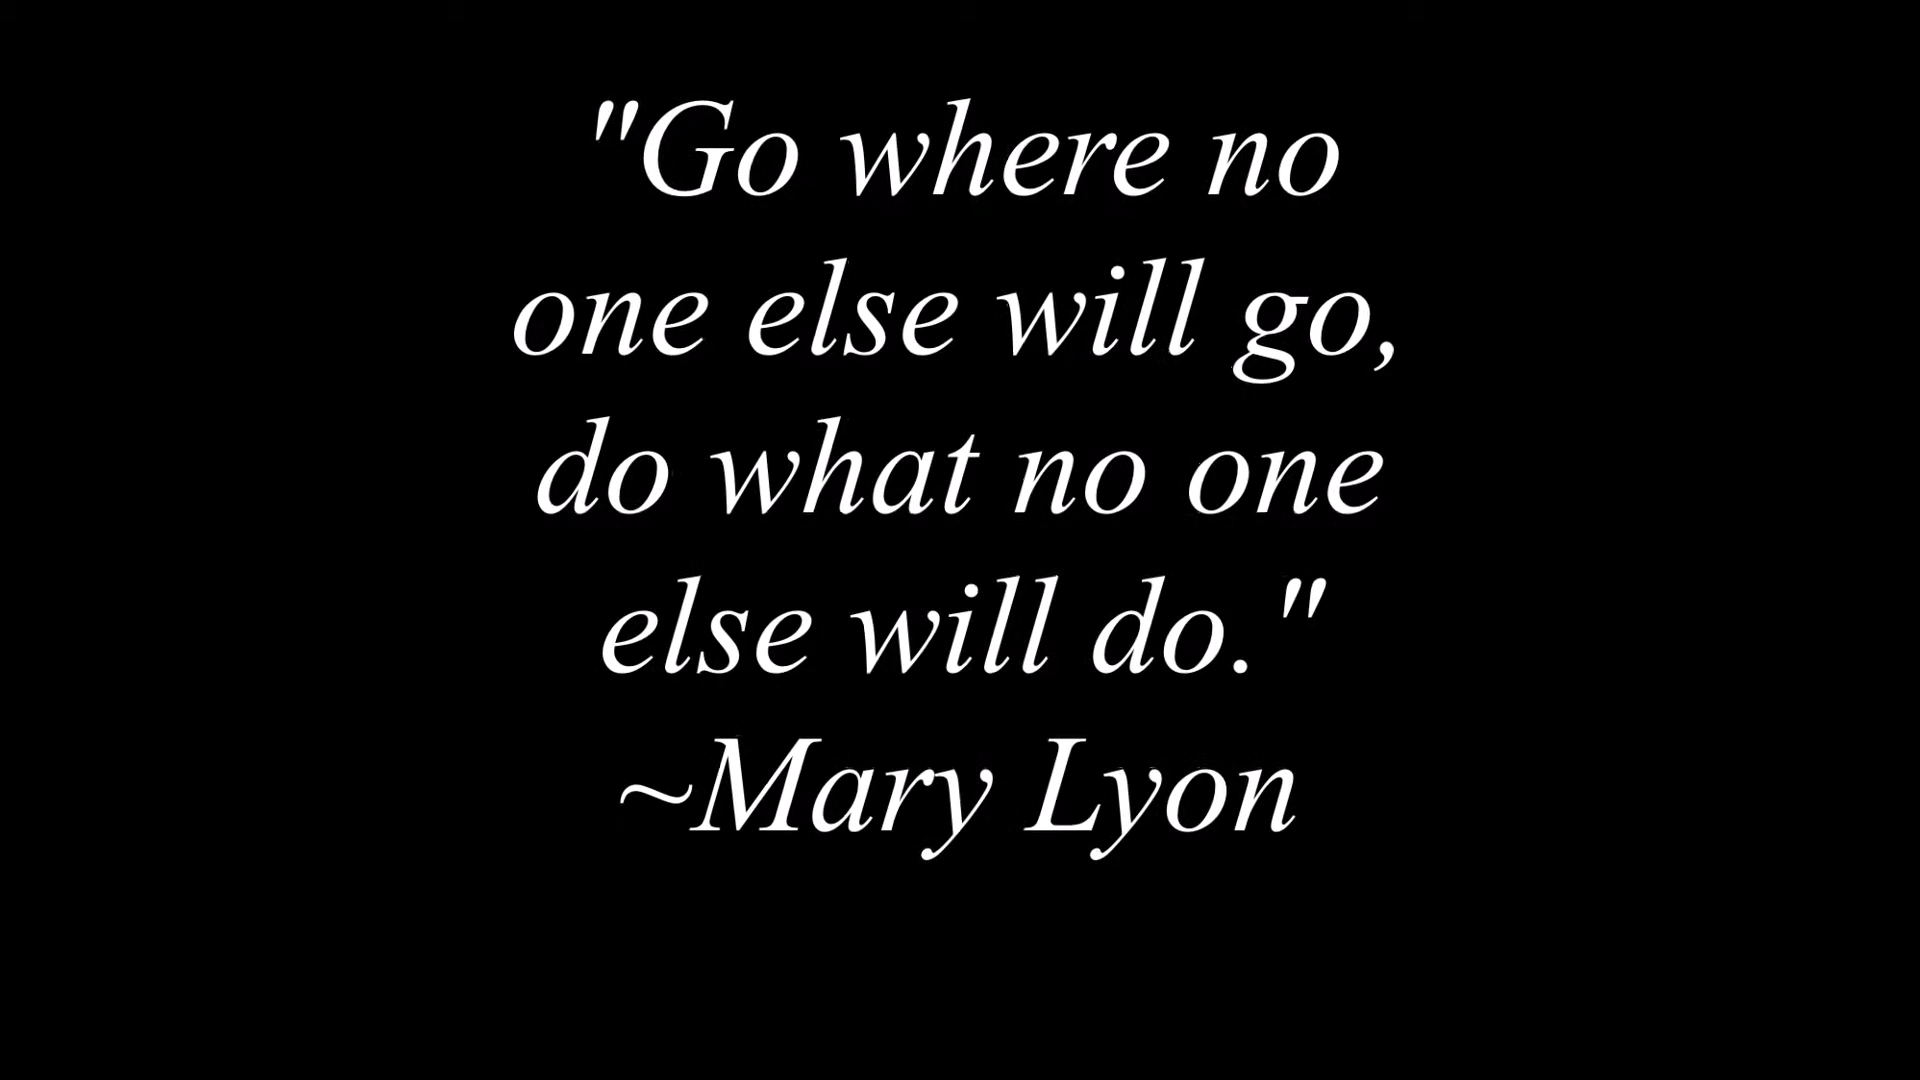 "Go where no
one else will go,
do what no one
else will do."
~Mary Lyon